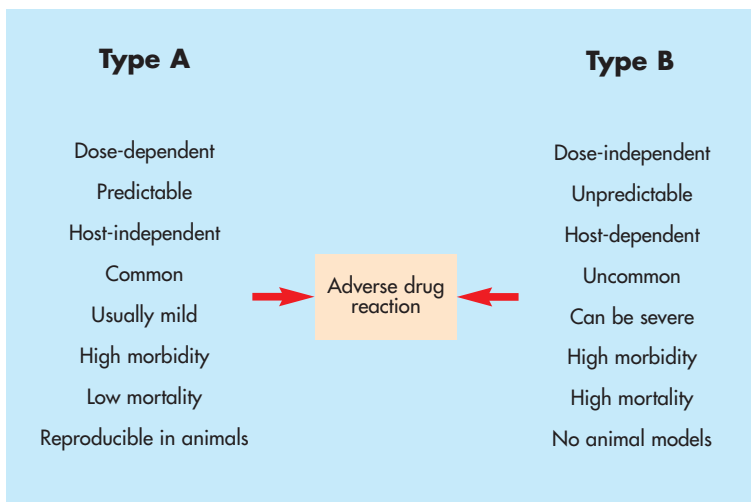 Type A
Dose-dependent
Predictable
Host-independent
Common
Usually mild
High morbidity
Low mortality
Reproducible in animals
Adverse drug
reaction
Type B
Dose-independent
Unpredictable
Host-dependent
Uncommon
Can be severe
High morbidity
High mortality
No animal models